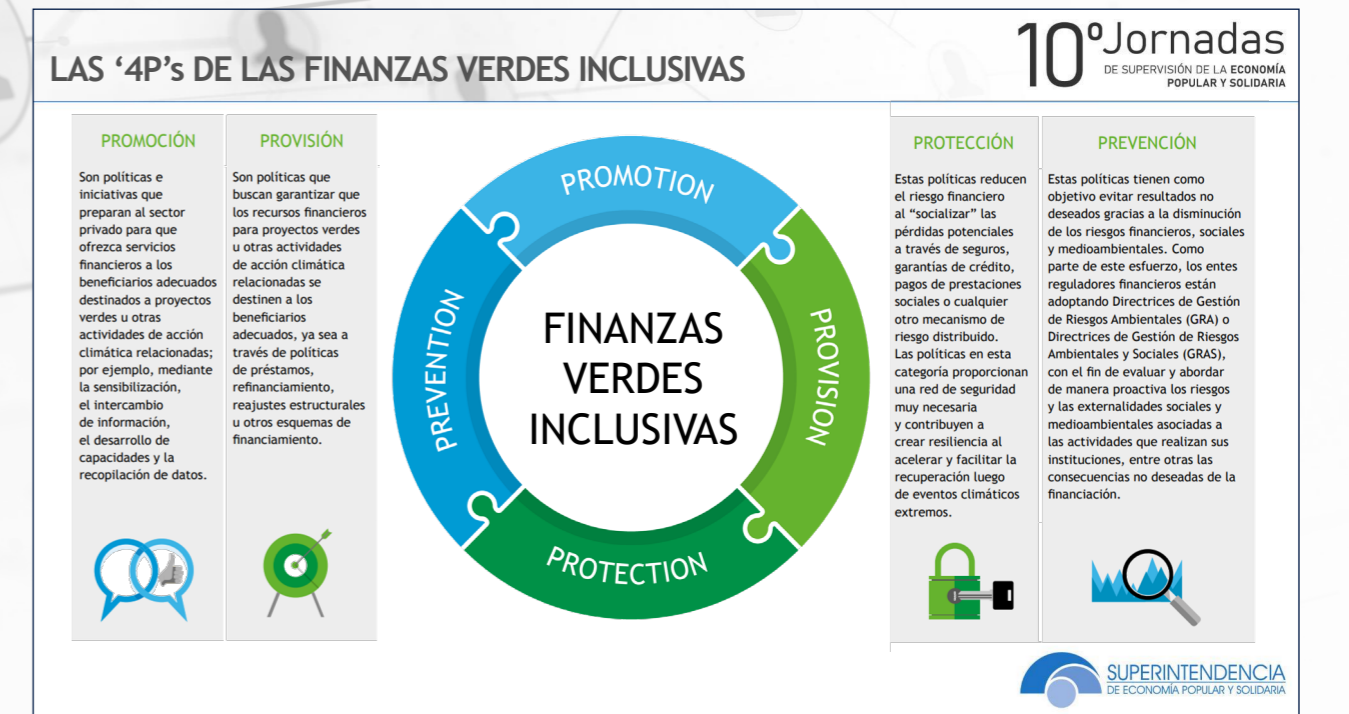 LAS ‘4P’s DE LAS FINANZAS VERDES INCLUSIVAS
10º Jornadas
DE SUPERVISIÓN DE LA ECONOMÍA
POPULAR Y SOLIDARIA
PROMOCIÓN
Son políticas e
iniciativas que
preparan al sector
privado para que
ofrezca servicios
financieros a los
beneficiarios adecuados
destinados a proyectos
verdes u otras
actividades de acción
climática relacionadas;
por ejemplo, mediante
la sensibilización,
el intercambio
de información,
el desarrollo de
capacidades y la
recopilación de datos.
PROVISIÓN
Son políticas que
buscan garantizar que
los recursos financieros
para proyectos verdes
u otras actividades
de acción climática
relacionadas se
destinen a los
beneficiarios
adecuados, ya sea a
través de políticas
de préstamos,
refinanciamiento,
reajustes estructurales
u otros esquemas de
financiamiento.
PROMOTION
PROVISION
PROTECTION
PREVENTION
FINANZAS
VERDES
INCLUSIVAS
PROTECCIÓN
Estas políticas reducen
el riesgo financiero
al “socializar” las
pérdidas potenciales
a través de seguros,
garantías de crédito,
pagos de prestaciones
sociales o cualquier
otro mecanismo de
riesgo distribuido.
Las políticas en esta
categoría proporcionan
una red de seguridad
muy necesaria
y contribuyen a
crear resiliencia al
acelerar y facilitar la
recuperación luego
de eventos climáticos
extremos.
PREVENCIÓN
Estas políticas tienen como
objetivo evitar resultados no
deseados gracias a la disminución
de los riesgos financieros, sociales
y medioambientales. Como
parte de este esfuerzo, los entes
reguladores financieros están
adoptando Directrices de Gestión
de Riesgos Ambientales (GRA) o
Directrices de Gestión de Riesgos
Ambientales y Sociales (GRAS),
con el fin de evaluar y abordar
de manera proactiva los riesgos
y las externalidades sociales y
medioambientales asociadas a
las actividades que realizan sus
instituciones, entre otras las
consecuencias no deseadas de la
financiación.
SUPERINTENDENCIA
DE ECONOMÍA POPULAR Y SOLIDARIA